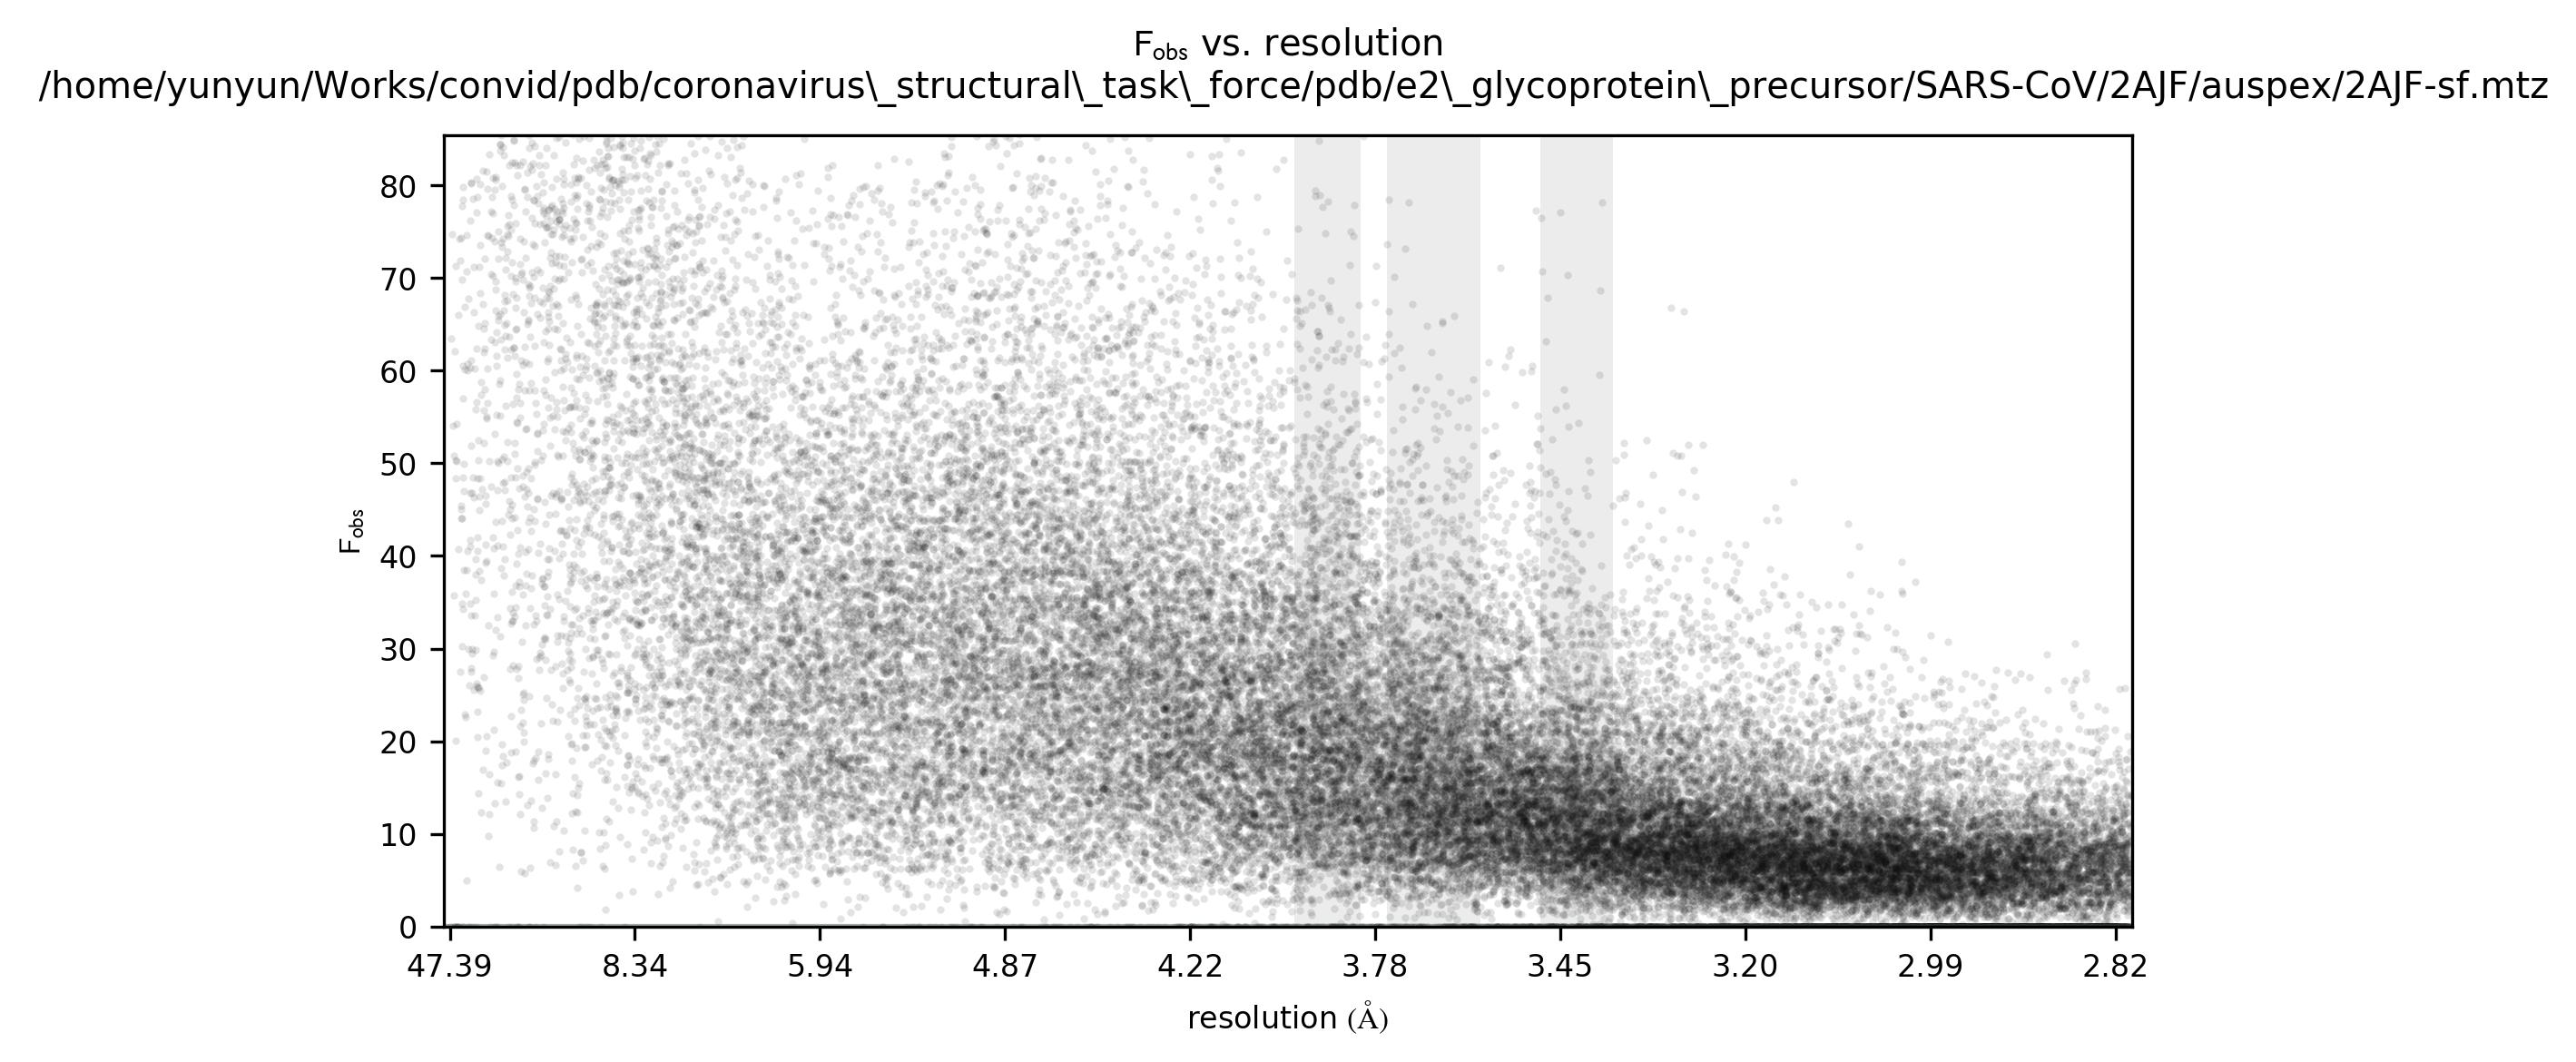 Fobs vs. resolution
/home/yunyun/Works/convid/pdb/coronavirus\_structural\_task\_force/pdb/e2\_glycoprotein\_precursor/SARS-CoV/2AJF/auspex/2AJF-sf.mtz
80
70
60
50
40
30
20
10
0
Fobs
47.39 8.34 5.94 4.87 4.22 3.78 3.45 3.20 2.99 2.82
resolution (Å)